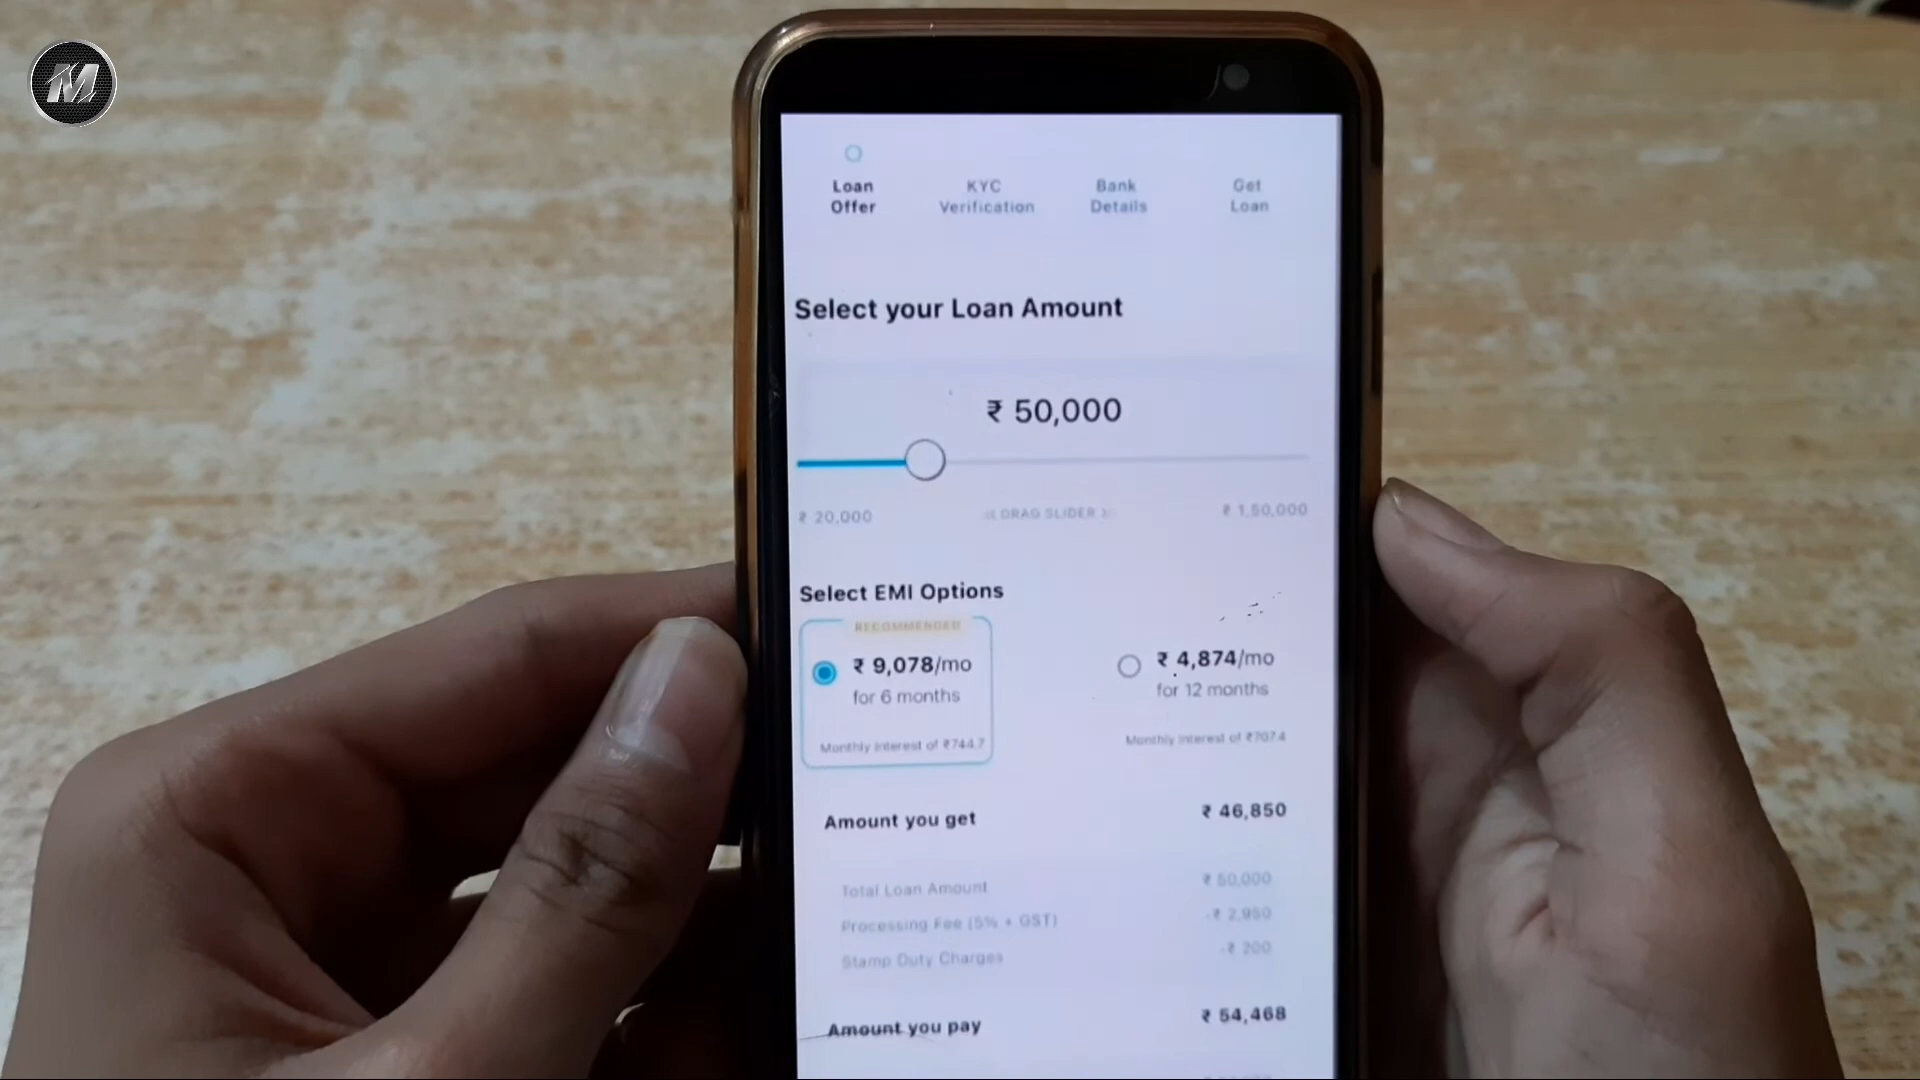 M
Loan Offer
KYC Verification
Bank Details
Get Loan
Select your Loan Amount
₹ 50,000
₹ 20,000
DRAG SLIDER
₹ 1,50,000
Select EMI Options
RECOMMENDED
₹ 9,078/mo
for 6 months
Monthly Interest of ₹744.7
₹ 4,874/mo
for 12 months
Monthly Interest of ₹707.4
Amount you get ₹ 46,850
Total Loan Amount ₹ 50,000
Processing Fee (5% + GST) -₹ 2,950
Stamp Duty Charges -₹ 200
Amount you pay ₹ 54,468